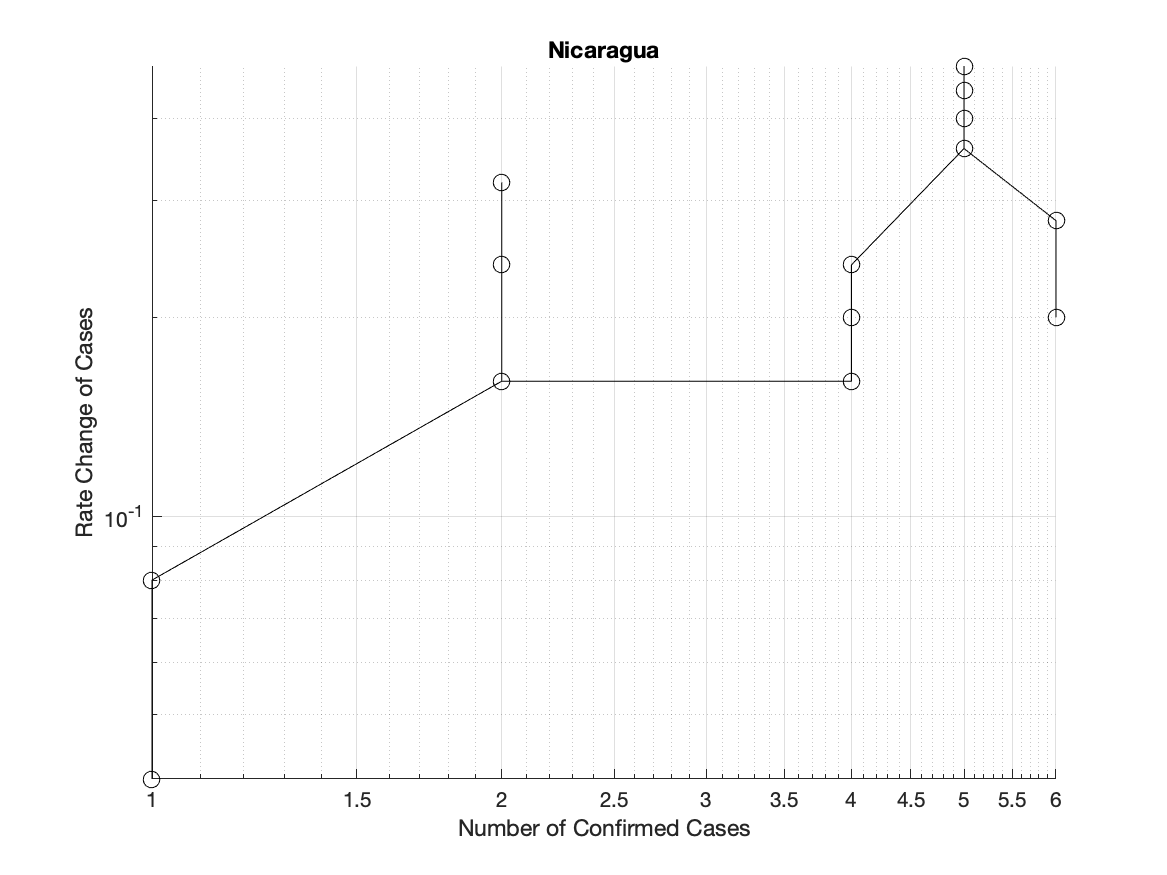 Nicaragua
Rate Change of Cases
10^-1
1 1.5 2 2.5 3 3.5 4 4.5 5 5.5 6
Number of Confirmed Cases